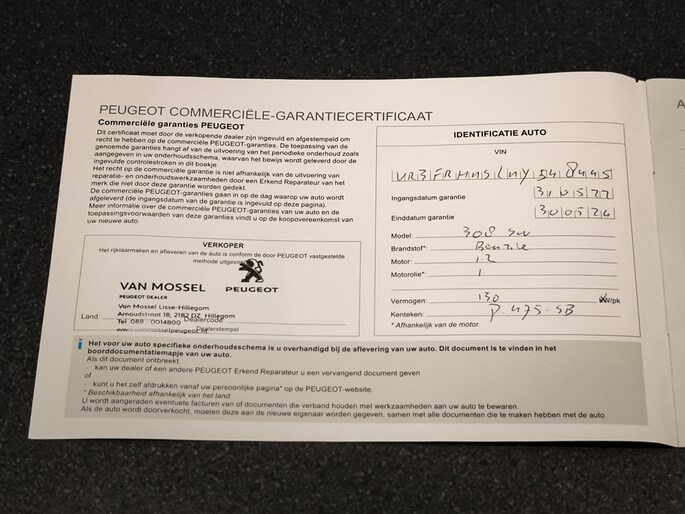 PEUGEOT COMMERCIËLE-GARANTIECERTIFICAAT
Commerciële garanties PEUGEOT
Dit certificaat moet door de verkopende dealer zijn ingevuld en afgestempeld om
recht te hebben op de commerciële PEUGEOT-garanties. De toepassing van de
genoemde garanties hangt af van de uitvoering van het periodieke onderhoud zoals
aangegeven in uw onderhoudsschema, waarvan het bewijs wordt geleverd door de
ingevulde controlestroken in dit boekje.
Het recht op de commerciële garantie is niet afhankelijk van de uitvoering van
reparatie- en onderhoudswerkzaamheden door een Erkend Reparateur van het
merk die niet door deze garantie worden gedekt.
De commerciële PEUGEOT-garanties gaan in op de dag waarop uw auto wordt
afgeleverd (de ingangsdatum van de garantie is ingevuld op deze pagina).
Meer informatie over de commerciële PEUGEOT-garanties van uw auto en de
toepassingsvoorwaarden van deze garanties vindt u op de koopovereenkomst van
uw nieuwe auto.
VERKOPER
Het rijklaarmaken en afleveren van de auto is conform de door PEUGEOT vastgestelde
methode uitgevoerd
VAN MOSSEL
PEUGEOT DEALER
PEUGEOT
Van Mossel Lisse-Hillegom
Arnoudstraat 18, 2182 DZ Hillegom
Land
Dealercode
Tel. 088 - 0014800
Dealerstempel
www.vanmosselpeugeot.nl
IDENTIFICATIE AUTO
VIN
Ingangsdatum garantie 310522
Einddatum garantie 300524
Model: 308 SW
Brandstof*: Benzine
Motor: 1.2
Motorolie*:
Vermogen: 130 kW/pk
Kenteken: P-475-SB
* Afhankelijk van de motor.
i Het voor uw auto specifieke onderhoudsschema is u overhandigd bij de aflevering van uw auto. Dit document is te vinden in het
boorddocumentatiemapje van uw auto.
Als dit document ontbreekt,
- kan uw dealer of een andere PEUGEOT Erkend Reparateur u een vervangend document geven
of
- kunt u het zelf afdrukken vanaf uw persoonlijke pagina* op de PEUGEOT-website.
* Beschikbaarheid afhankelijk van het land.
U wordt aangeraden eventuele facturen van of documenten die verband houden met werkzaamheden aan uw auto te bewaren.
Als de auto wordt doorverkocht, moeten deze aan de nieuwe eigenaar worden gegeven, samen met alle documenten die te maken hebben met de auto.
A